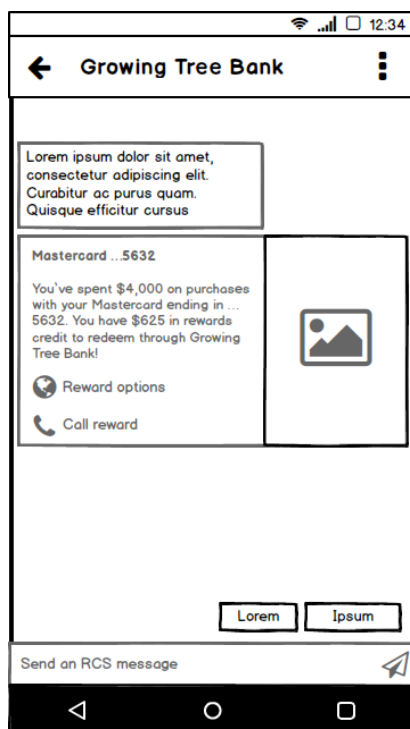 12:34
Growing Tree Bank
Lorem ipsum dolor sit amet,
consectetur adipiscing elit.
Curabitur ac purus quam.
Quisque efficitur cursus
Mastercard ...5632
You've spent $4,000 on purchases
with your Mastercard ending in ...
5632. You have $625 in rewards
credit to redeem through Growing
Tree Bank!
Reward options
Call reward
Lorem
Ipsum
Send an RCS message